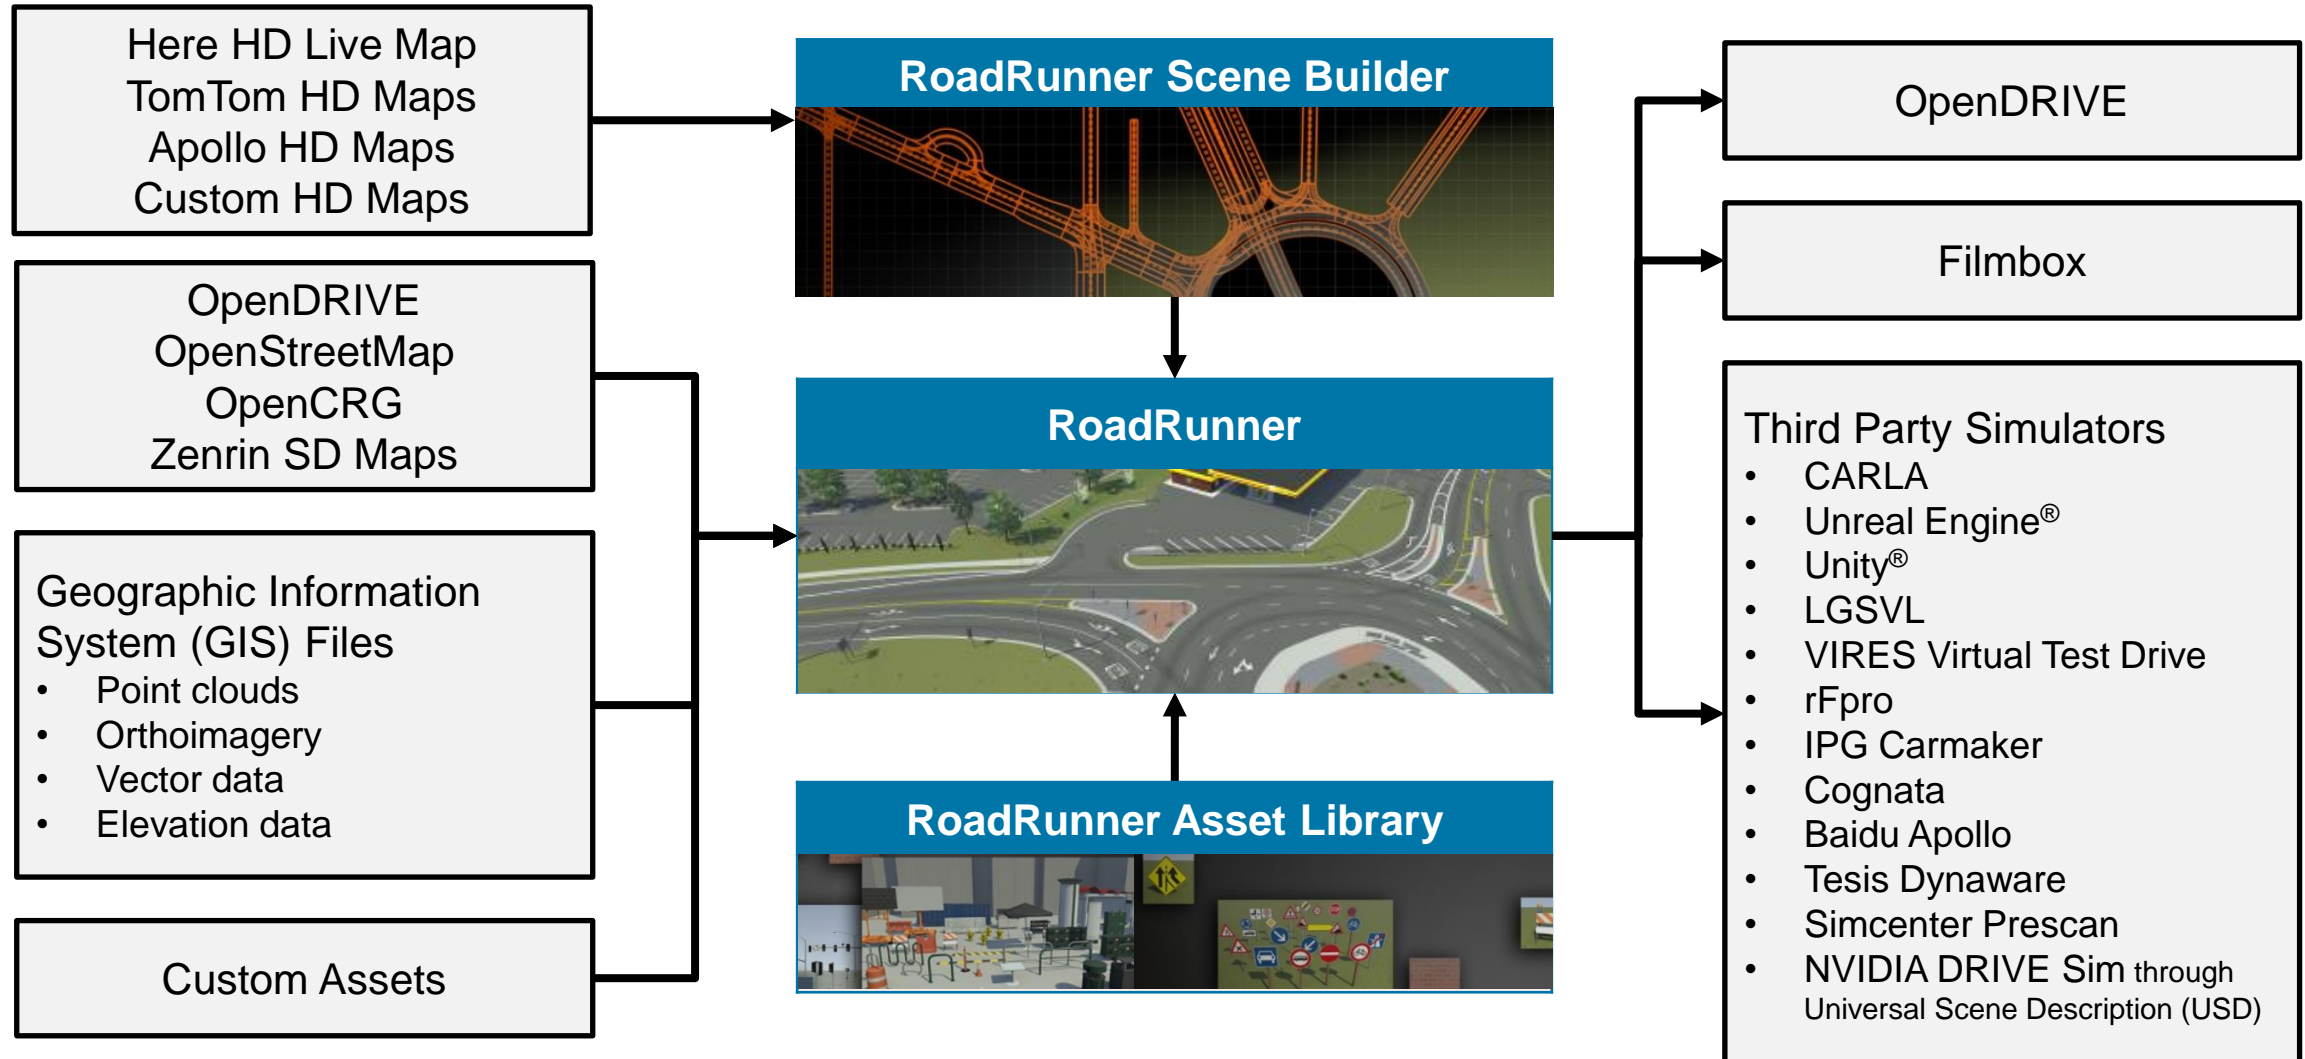 Here HD Live Map
TomTom HD Maps
Apollo HD Maps
Custom HD Maps
OpenDRIVE
OpenStreetMap
OpenCRG
Zenrin SD Maps
Geographic Information
System (GIS) Files
• Point clouds
• Orthoimagery
• Vector data
• Elevation data
Custom Assets
RoadRunner Scene Builder
RoadRunner
RoadRunner Asset Library
OpenDRIVE
Filmbox
Third Party Simulators
• CARLA
• Unreal Engine®
• Unity®
• LGSVL
• VIRES Virtual Test Drive
• rFpro
• IPG Carmaker
• Cognata
• Baidu Apollo
• Tesis Dynaware
• Simcenter Prescan
• NVIDIA DRIVE Sim through
Universal Scene Description (USD)